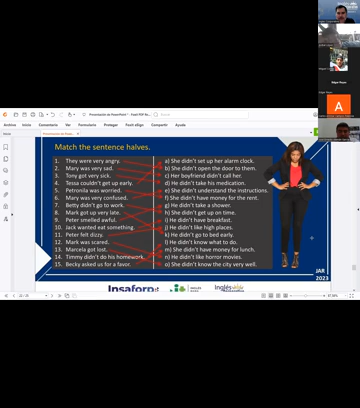 Archivo Inicio Comentario Ver Formulario Proteger Foxit eSign Compartir Ayuda
Match the sentence halves.
1. They were very angry.
2. Mary was very sad.
3. Tony got very sick.
4. Tessa couldn't get up early.
5. Petronila was worried.
6. Mary was very confused.
7. Betty didn't go to work.
8. Mark got up very late.
9. Peter smelled awful.
10. Jack wanted eat something.
11. Peter felt dizzy.
12. Mark was scared.
13. Marcela got lost.
14. Timmy didn't do his homework.
15. Becky asked us for a favor.
a) She didn't set up her alarm clock.
b) She didn't open the door to them.
c) Her boyfriend didn't call her.
d) He didn't take his medication.
e) She didn't understand the instructions.
f) She didn't have money for the rent.
g) He didn't take a shower.
h) She didn't get up on time.
i) He didn't have breakfast.
j) He didn't like high places.
k) He didn't go to bed early.
l) He didn't know what to do.
m) She didn't have money for lunch.
n) He didn't like horror movies.
o) She didn't know the city very well.
JAR
2023
Insaforp
A